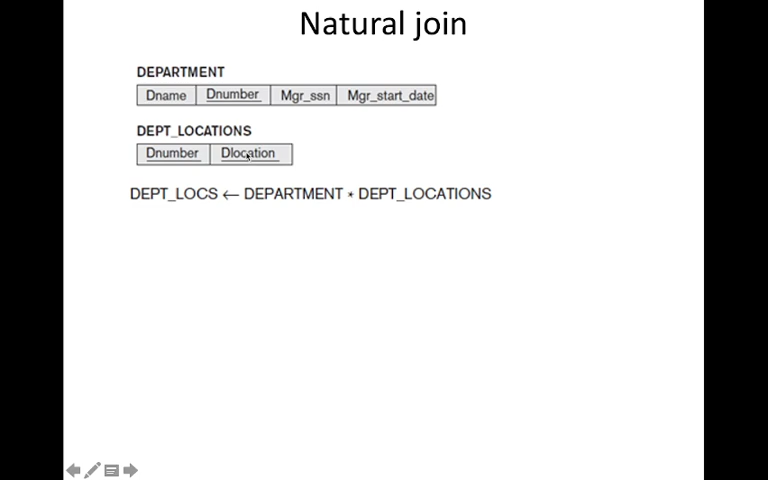 Natural join
DEPARTMENT
Dname Dnumber Mgr_ssn Mgr_start_date
DEPT_LOCATIONS
Dnumber Dlocation
DEPT_LOCS ← DEPARTMENT * DEPT_LOCATIONS